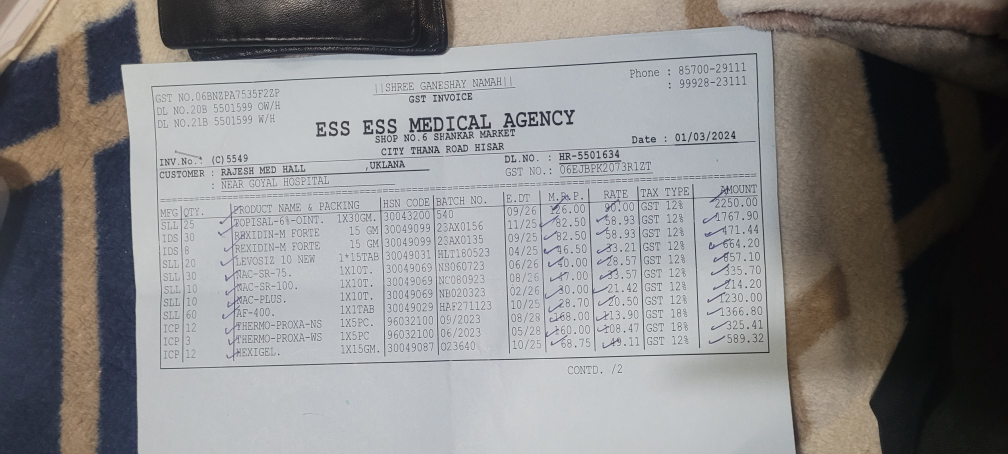 ||SHREE GANESHAY NAMAH||
GST INVOICE
GST NO.06BNZPA7535F2ZP
DL NO.20B 5501599 OW/H
DL NO.21B 5501599 W/H
Phone : 85700-29111
: 99928-23111
ESS ESS MEDICAL AGENCY
SHOP NO.6 SHANKAR MARKET
CITY THANA ROAD HISAR
INV.No.: (C)5549
Date : 01/03/2024
CUSTOMER : RAJESH MED HALL ,UKLANA
DL.NO. : HR-5501634
: NEAR GOYAL HOSPITAL
GST NO.: 06EJBPK2073R1ZT
MFG QTY. PRODUCT NAME & PACKING HSN CODE BATCH NO. E.DT M.R.P. RATE TAX TYPE AMOUNT
SLL 25 TOPISAL-6%-OINT. 1X30GM. 30043200 540 09/26 126.00 90.00 GST 12% 2250.00
IDS 30 REXIDIN-M FORTE 15 GM 30049099 23AX0156 11/25 82.50 58.93 GST 12% 1767.90
IDS 8 REXIDIN-M FORTE 15 GM 30049099 23AX0135 09/25 82.50 58.93 GST 12% 471.44
SLL 20 LEVOSIZ 10 NEW 1*15TAB 30049031 HLT180523 04/25 46.50 33.21 GST 12% 664.20
SLL 30 NAC-SR-75. 1X10T. 30049069 NS060723 06/26 40.00 28.57 GST 12% 857.10
SLL 10 NAC-SR-100. 1X10T. 30049069 NC080923 08/26 47.00 33.57 GST 12% 335.70
SLL 10 NAC-PLUS. 1X10T. 30049069 NB020323 02/26 30.00 21.42 GST 12% 214.20
SLL 60 AF-400. 1X1TAB 30049029 HAF271123 10/25 28.70 20.50 GST 12% 1230.00
ICP 12 THERMO-PROXA-NS 1X5PC. 96032100 09/2023 08/28 168.00 113.90 GST 18% 1366.80
ICP 3 THERMO-PROXA-WS 1X5PC 96032100 06/2023 05/28 160.00 108.47 GST 18% 325.41
ICP 12 HEXIGEL. 1X15GM. 30049087 O23640 10/25 68.75 49.11 GST 12% 589.32
CONTD. /2